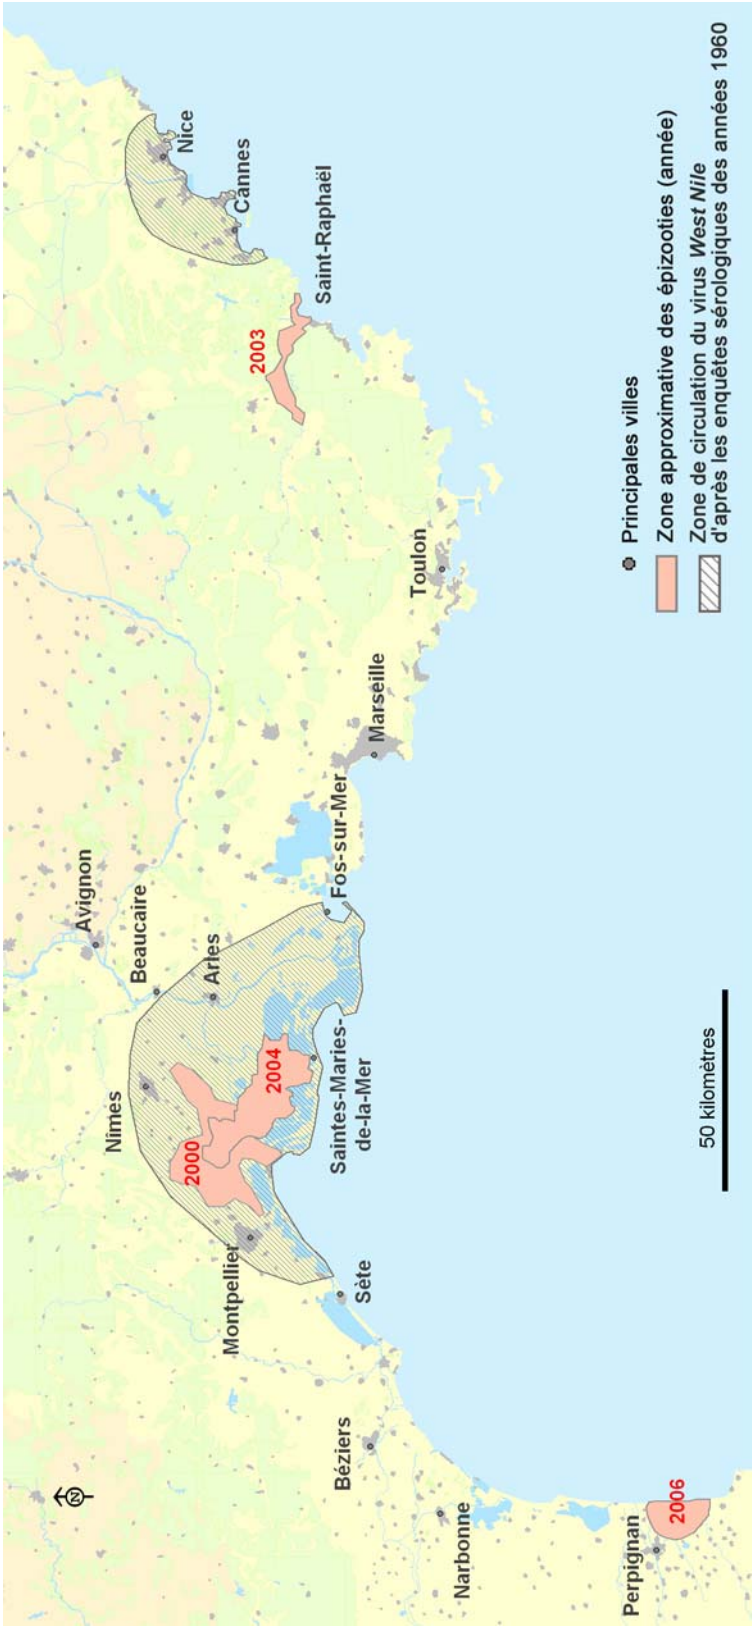 Nice
Cannes
Saint-Raphaël
2003
Toulon
Marseille
Fos-sur-Mer
Avignon
Beaucaire
Arles
Nîmes
2004
2000
Saintes-Maries-
de-la-Mer
Montpellier
Sète
Béziers
Narbonne
Perpignan
2006
N
50 kilomètres
Principales villes
Zone approximative des épizooties (année)
Zone de circulation du virus West Nile
d'après les enquêtes sérologiques des années 1960